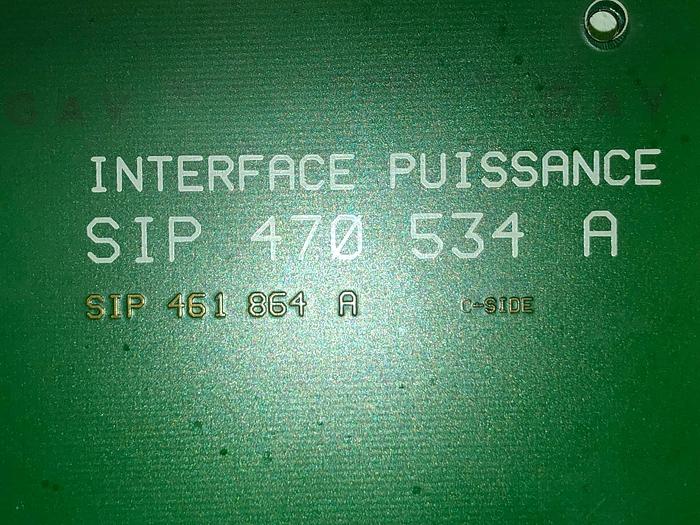 INTERFACE PUISSANCE
SIP 470 534 A
SIP 461 864 A C-SIDE